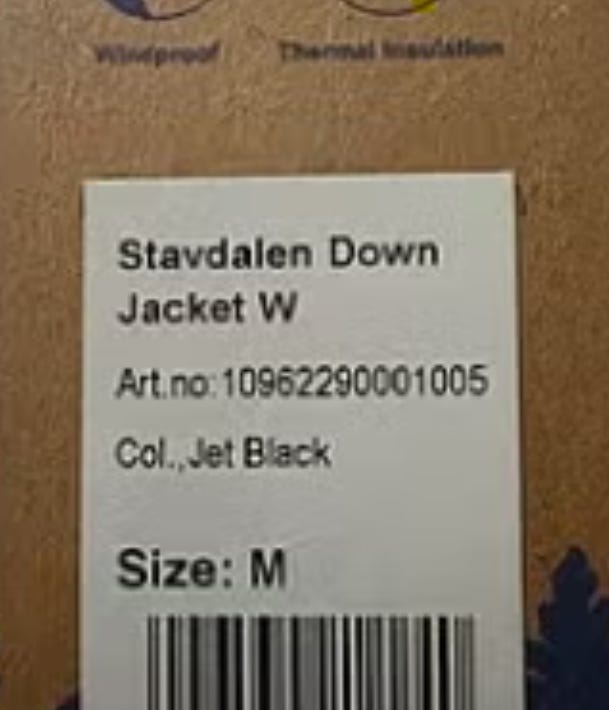 Windproof Thermal Insulation
Stavdalen Down
Jacket W
Art.no:10962290001005
Col.,Jet Black
Size: M